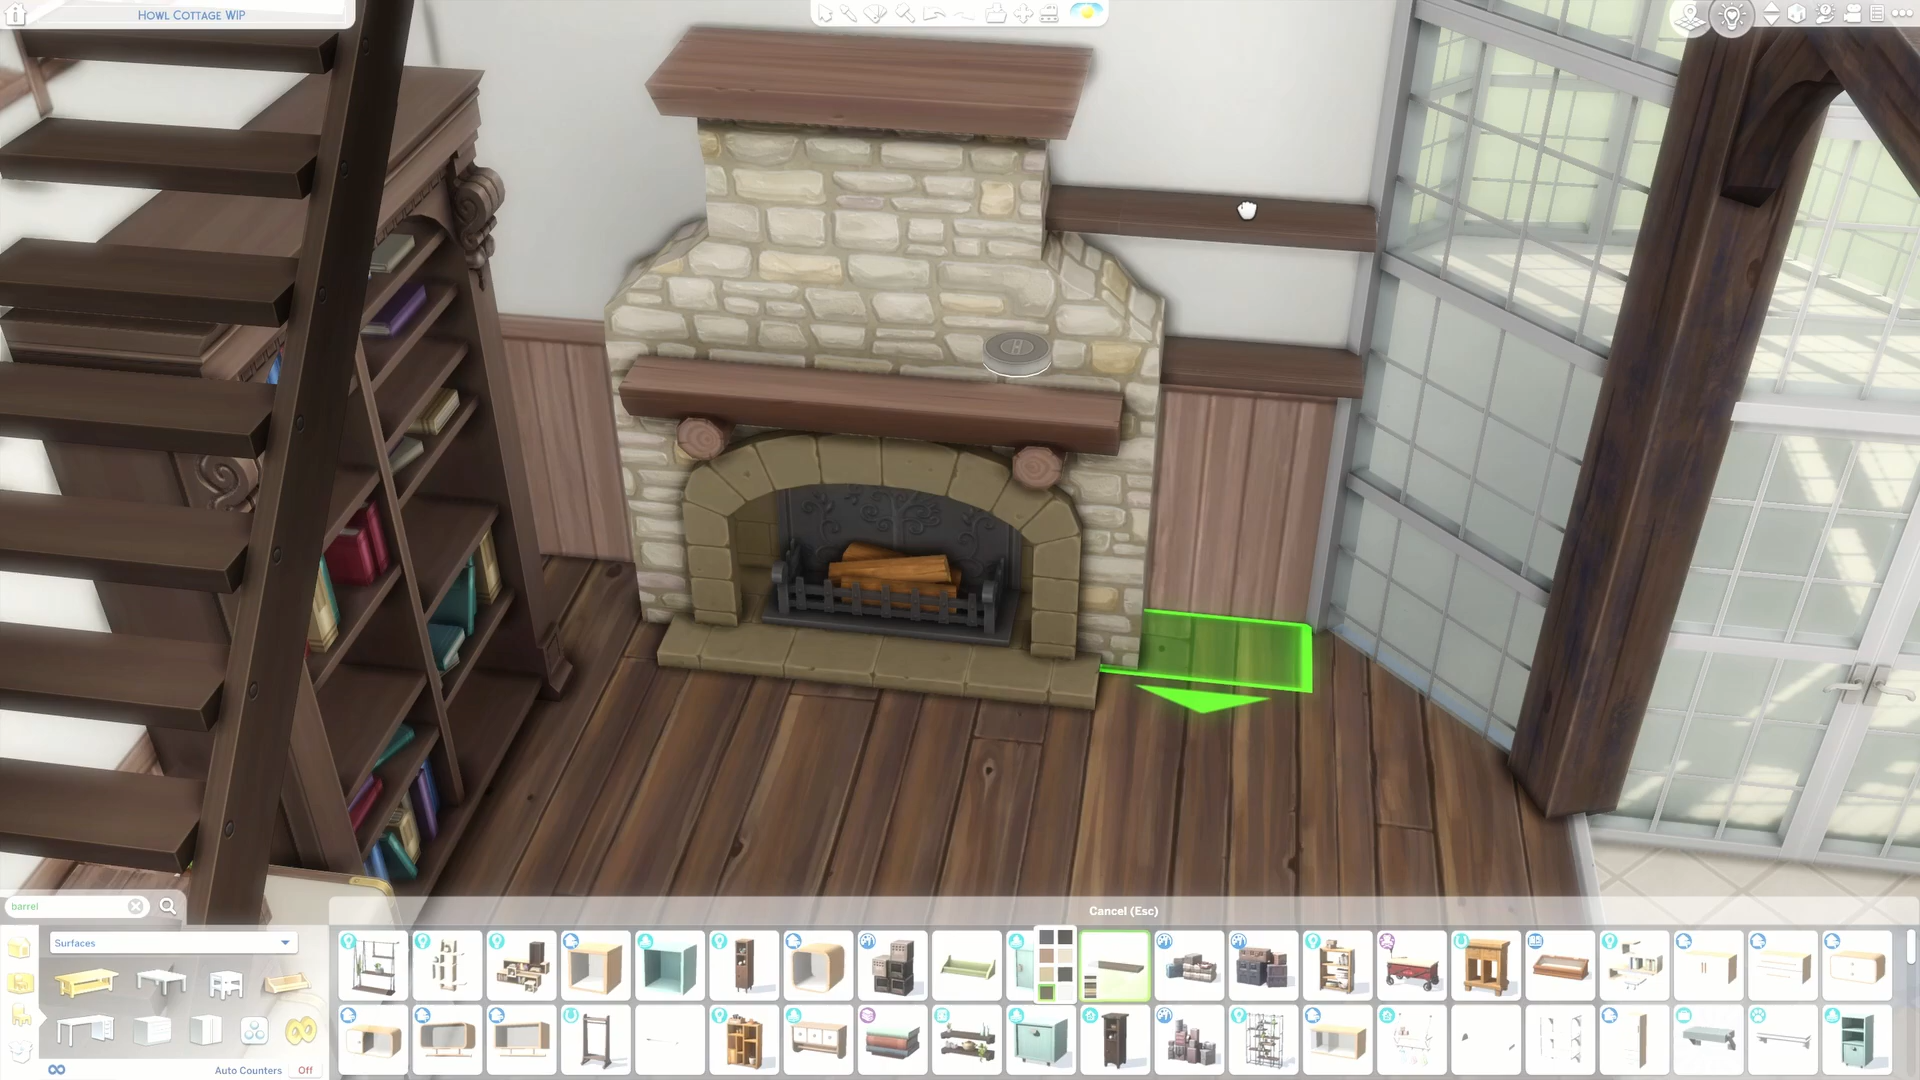 Howl Cottage WIP
Cancel (Esc)
barrel
Surfaces
Auto Counters Off